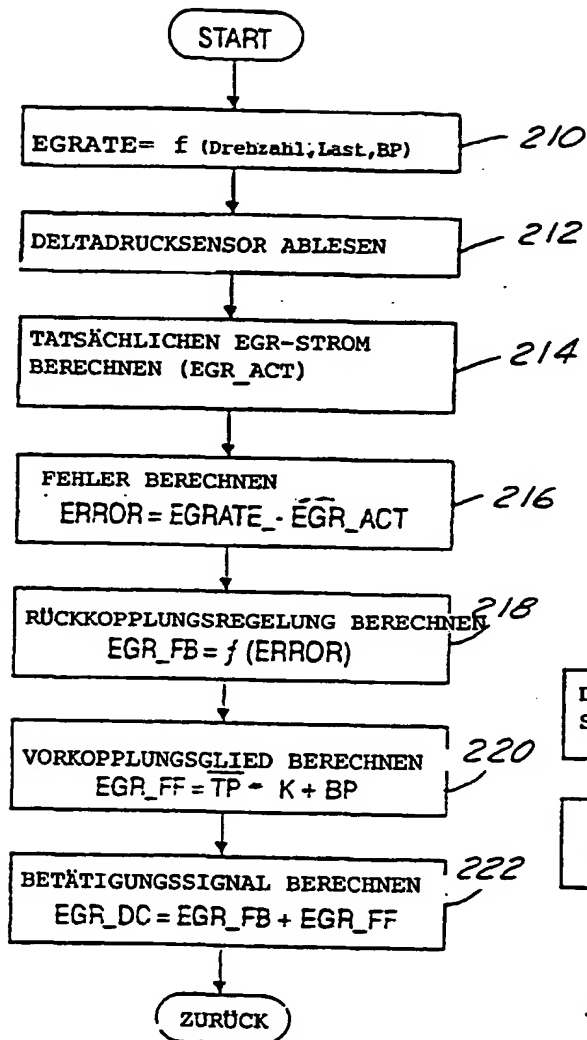 START
EGRATE= f (Drehzahl,Last,BP)
210
DELTADRUCKSENSOR ABLESEN
212
TATSÄCHLICHEN EGR-STROM
BERECHNEN (EGR_ACT)
214
FEHLER BERECHNEN
ERROR = EGRATE_- EGR_ACT
216
RÜCKKOPPLUNGSREGELUNG BERECHNEN
EGR_FB = f (ERROR)
218
VORKOPPLUNGSGLIED BERECHNEN
EGR_FF = TP - K + BP
220
BETÄTIGUNGSSIGNAL BERECHNEN
EGR_DC = EGR_FB + EGR_FF
222
ZURÜCK
D
S